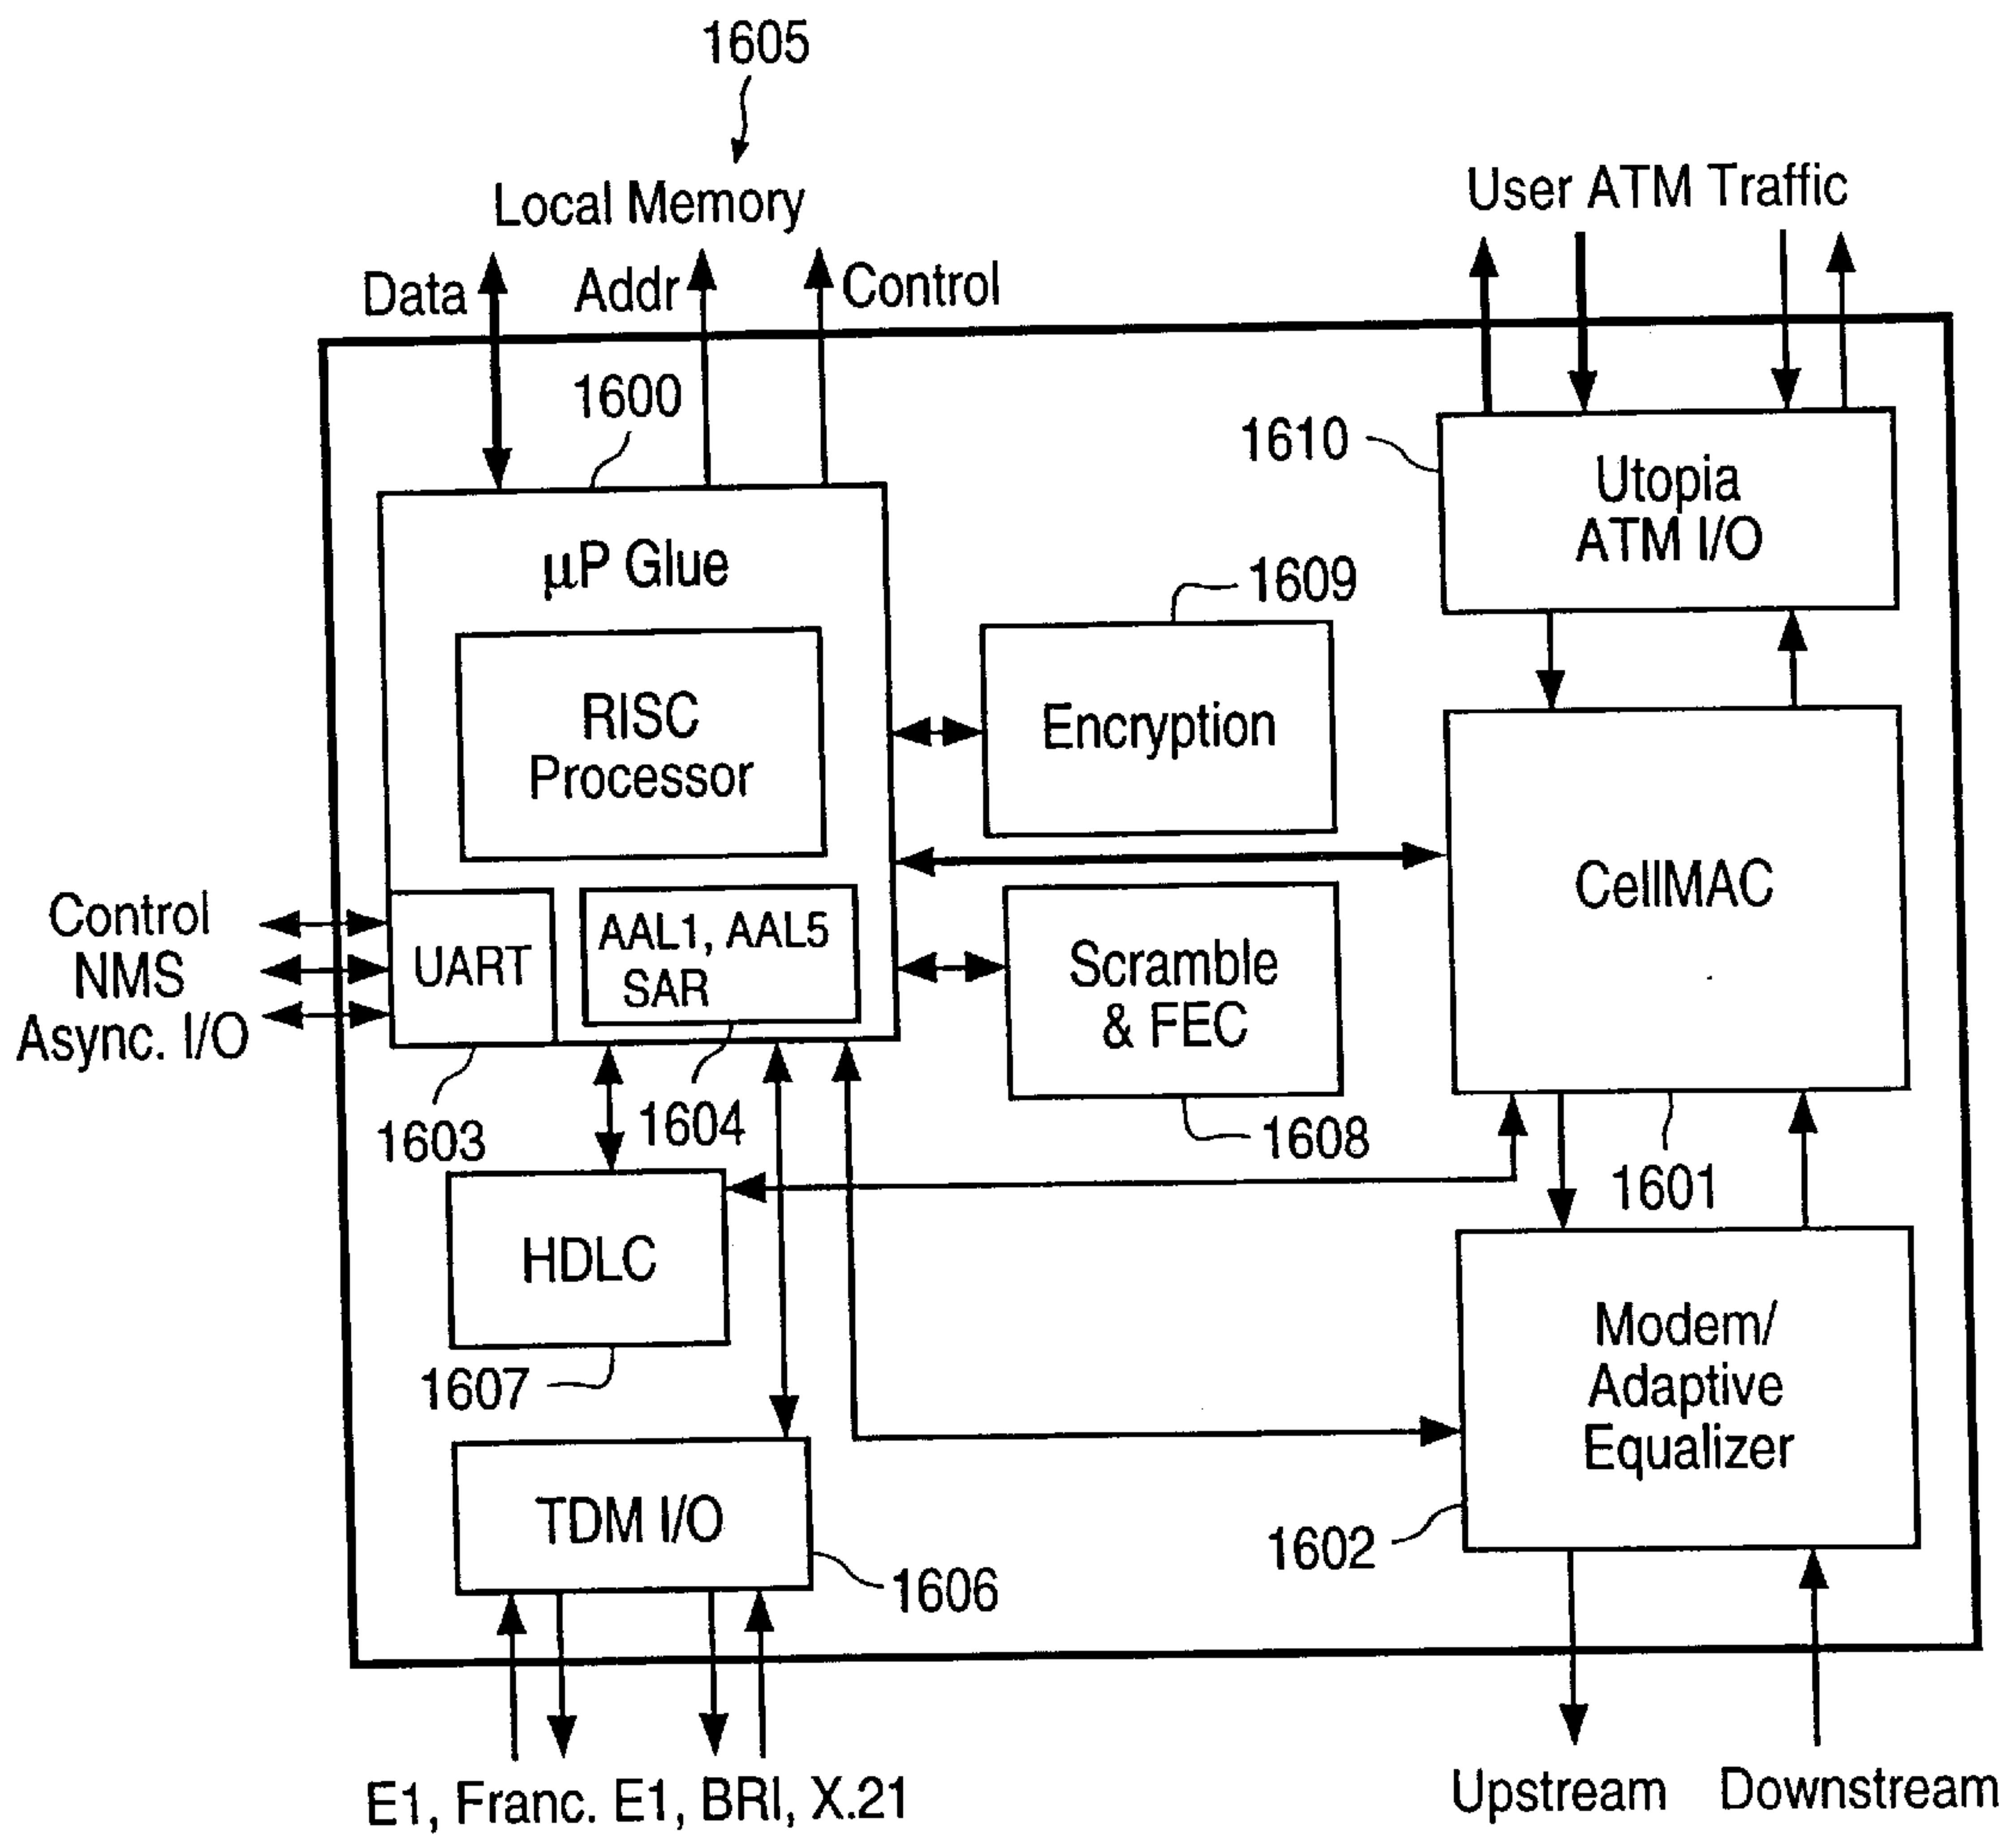 1605
Local Memory
User ATM Traffic
Data
Addr
Control
1600
1610
Utopia
ATM I/O
µP Glue
1609
RISC
Processor
Encryption
CellMAC
Control
NMS
Async. I/O
UART
AAL1, AAL5
SAR
Scramble
& FEC
1603
1604
1608
1601
HDLC
1607
Modem/
Adaptive
Equalizer
TDM I/O
1602
1606
E1, Franc. E1, BRI, X.21
Upstream
Downstream